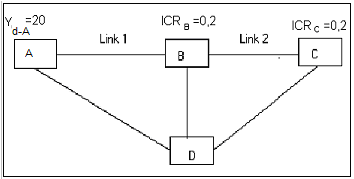 Y d-A =20
ICR B =0,2
ICR C =0,2
Link 1
Link 2
A
B
C
D